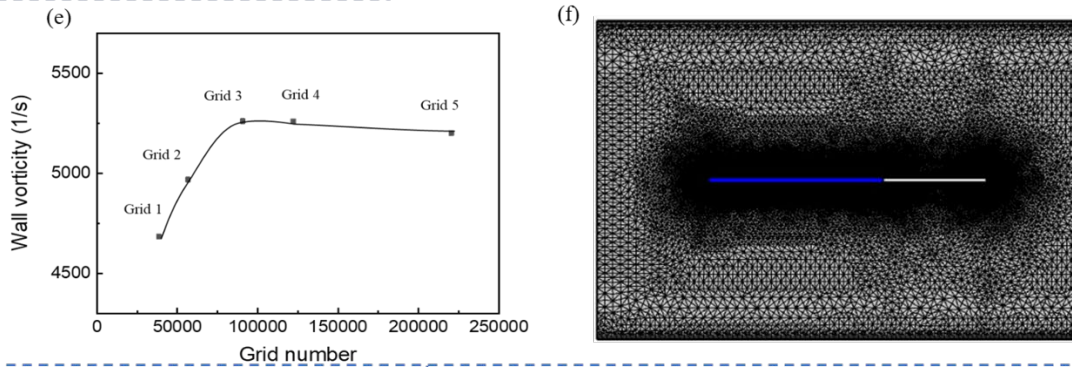 (e)
(f)
Wall vorticity (1/s)
5500
5000
4500
Grid 1
Grid 2
Grid 3
Grid 4
Grid 5
0
50000
100000
150000
200000
250000
Grid number